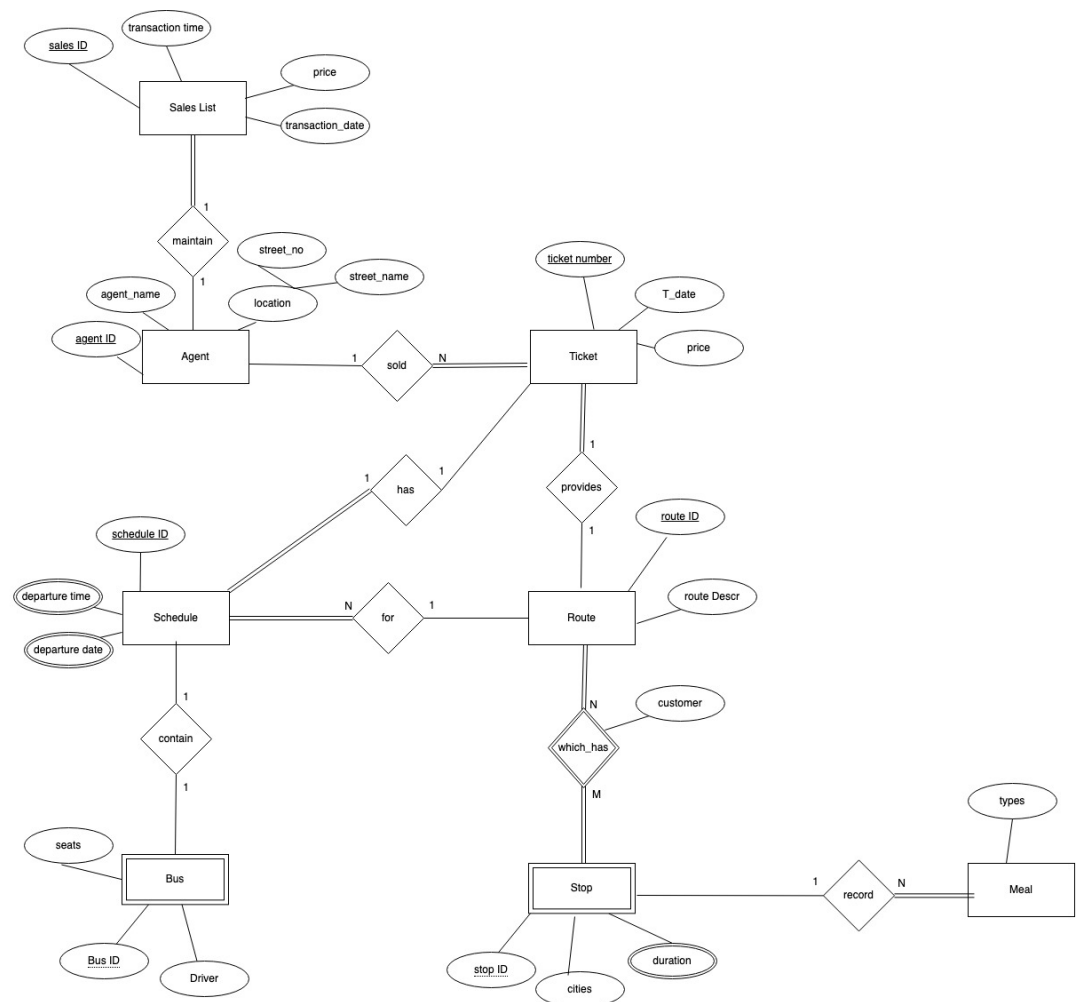 transaction time
sales ID
price
Sales List
transaction_date
1
maintain
1
street_no
street_name
agent_name
location
agent ID
Agent
ticket number
T_date
price
Ticket
1
sold
N
1
has
1
1
provides
1
schedule ID
departure time
departure date
Schedule
N
for
1
route ID
route Descr
Route
1
contain
1
N
customer
which_has
M
seats
Bus
Bus ID
Driver
Stop
stop ID
cities
duration
1
record
N
types
Meal